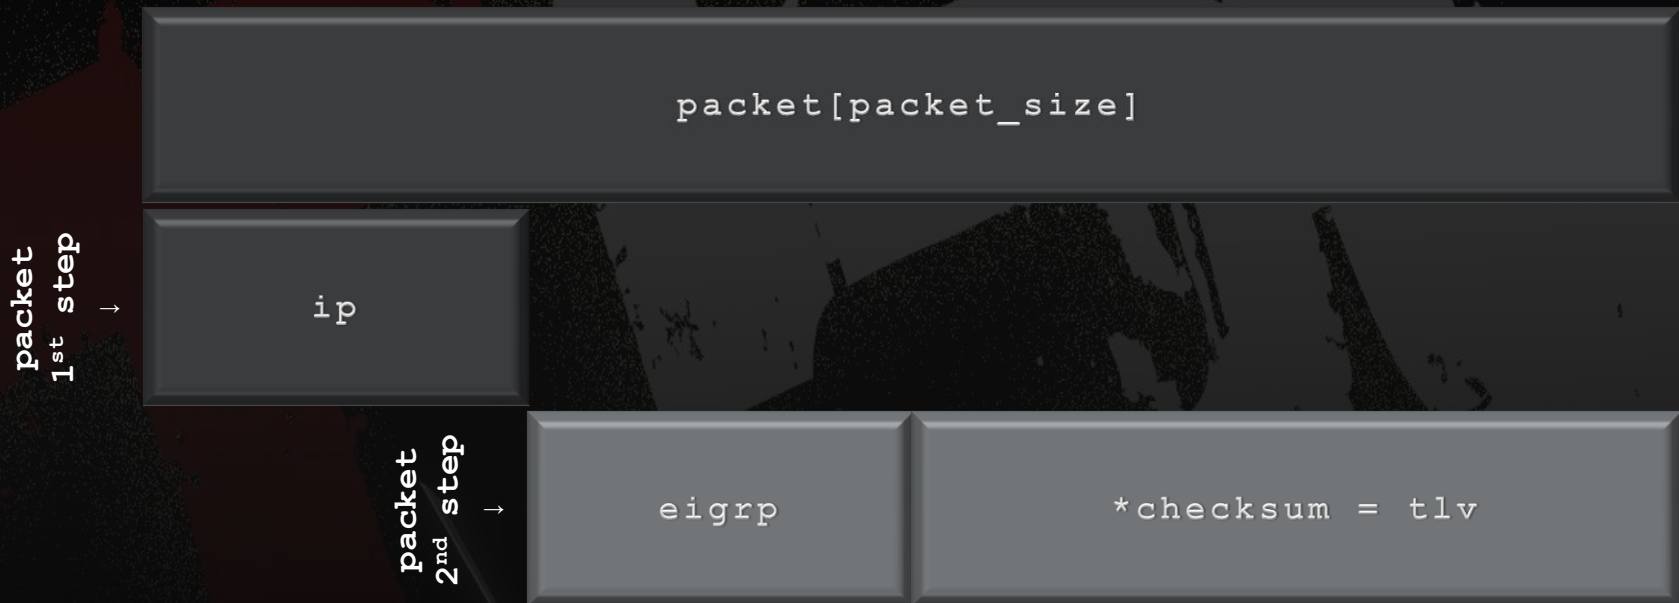 packet[packet_size]
packet
1st step
→
ip
packet
2nd step
→
eigrp
*checksum = tlv